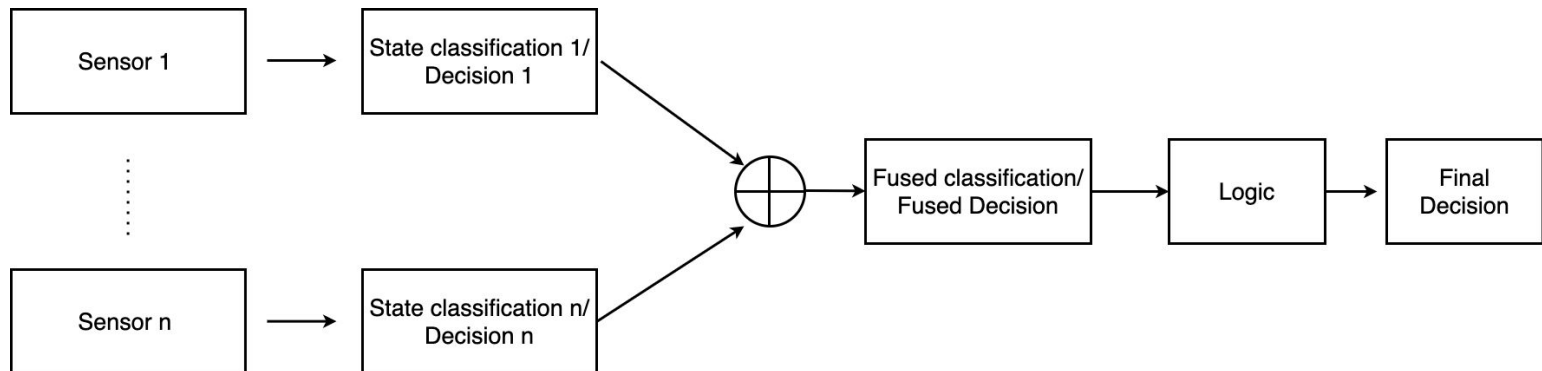 Sensor 1
State classification 1/
Decision 1
Fused classification/
Fused Decision
Logic
Final
Decision
Sensor n
State classification n/
Decision n